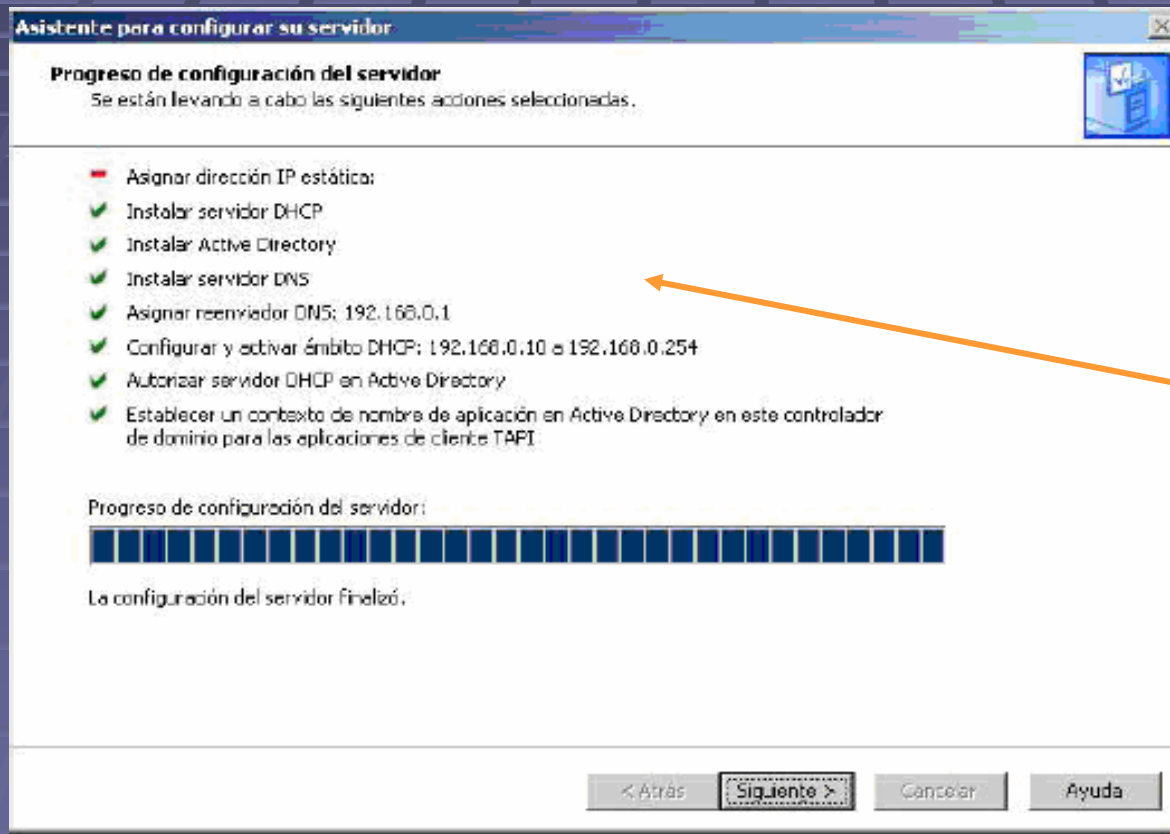 Asistente para configurar su servidor
Progreso de configuración del servidor
Se están llevando a cabo las siguientes acciones seleccionadas.
Asignar dirección IP estática:
Instalar servidor DHCP
Instalar Active Directory
Instalar servidor DNS
Asignar reenviador DNS: 192.168.0.1
Configurar y activar ámbito DHCP: 192.168.0.10 a 192.168.0.254
Autorizar servidor DHCP en Active Directory
Establecer un contexto de nombre de aplicación en Active Directory en este controlador
de dominio para las aplicaciones de cliente TAPI
Progreso de configuración del servidor:
La configuración del servidor finalizó.
< Atrás Siguiente > Cancelar Ayuda